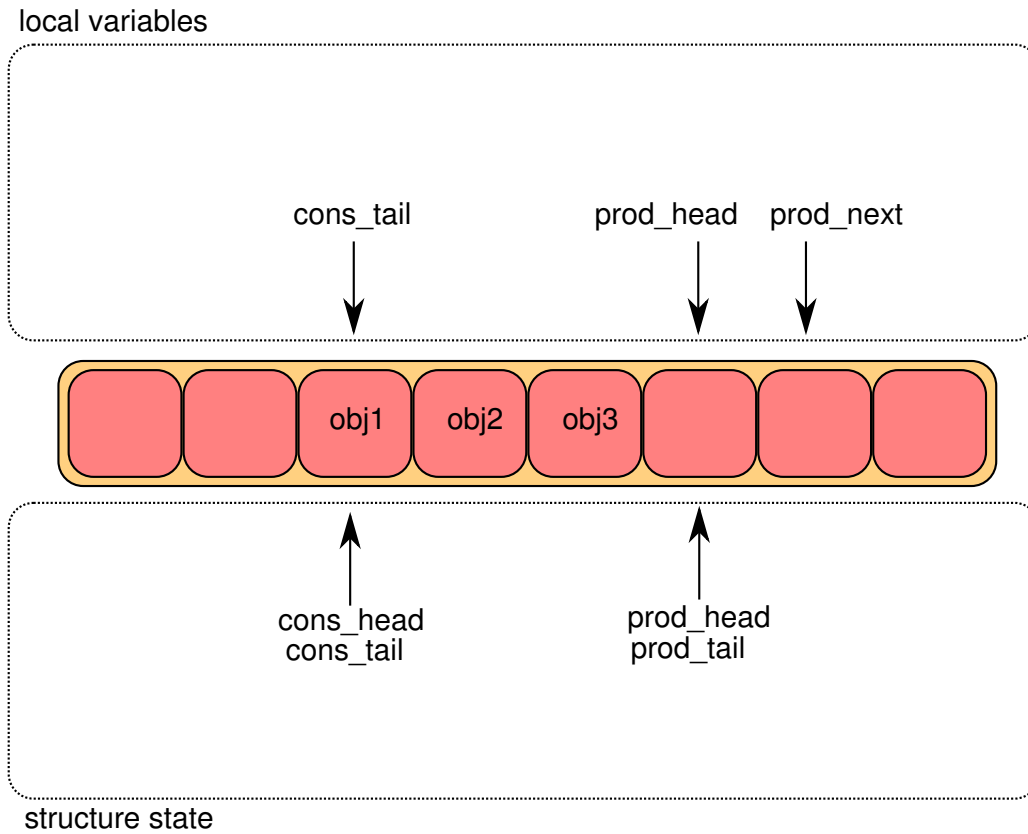 local variables
cons_tail
prod_head
prod_next
obj1
obj2
obj3
cons_head
cons_tail
prod_head
prod_tail
structure state